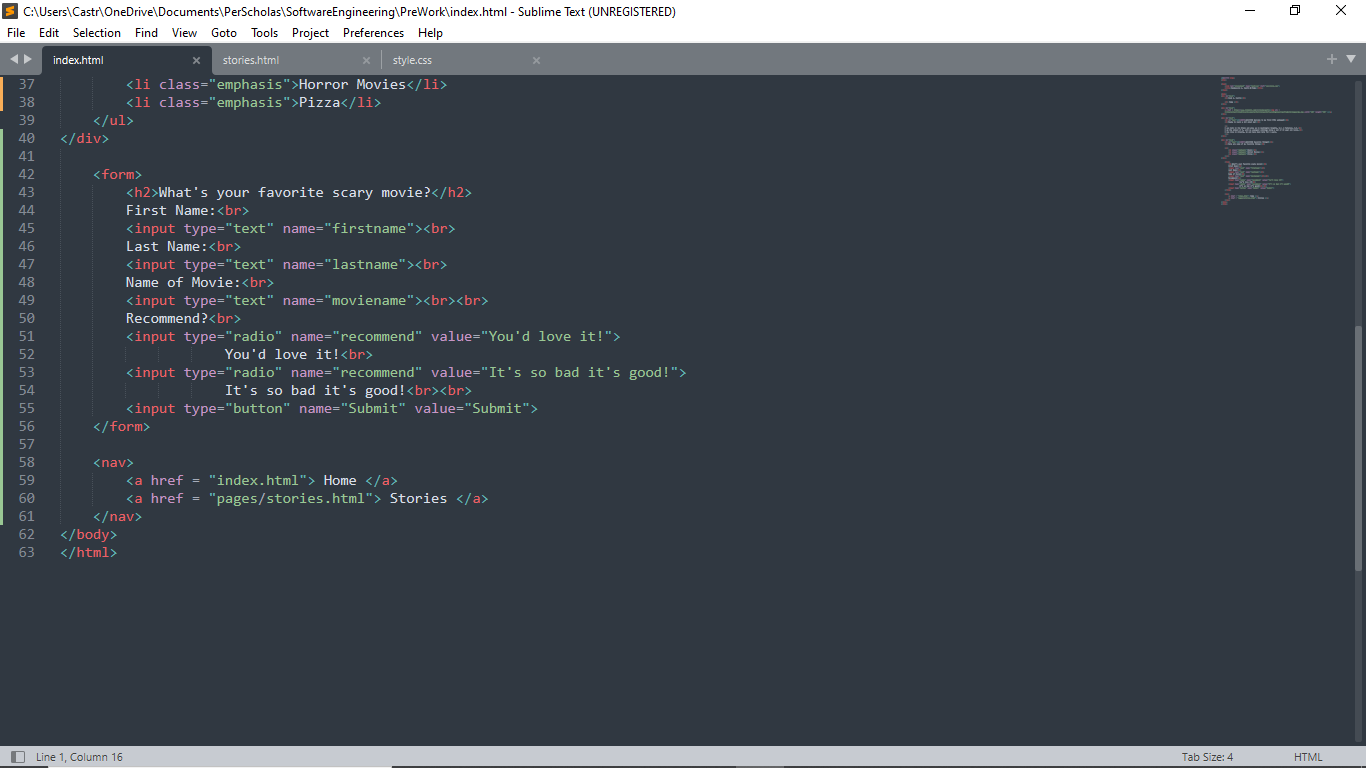 C:\Users\Castr\OneDrive\Documents\PerScholas\SoftwareEngineering\PreWork\index.html - Sublime Text (UNREGISTERED)
File Edit Selection Find View Goto Tools Project Preferences Help
index.html stories.html style.css
37 <li class="emphasis">Horror Movies</li>
38 <li class="emphasis">Pizza</li>
39 </ul>
40 </div>
41
42 <form>
43 <h2>What's your favorite scary movie?</h2>
44 First Name:<br>
45 <input type="text" name="firstname"><br>
46 Last Name:<br>
47 <input type="text" name="lastname"><br>
48 Name of Movie:<br>
49 <input type="text" name="moviename"><br><br>
50 Recommend?<br>
51 <input type="radio" name="recommend" value="You'd love it!">
52 You'd love it!<br>
53 <input type="radio" name="recommend" value="It's so bad it's good!">
54 It's so bad it's good!<br><br>
55 <input type="button" name="Submit" value="Submit">
56 </form>
57
58 <nav>
59 <a href = "index.html"> Home </a>
60 <a href = "pages/stories.html"> Stories </a>
61 </nav>
62 </body>
63 </html>
Line 1, Column 16 Tab Size: 4 HTML